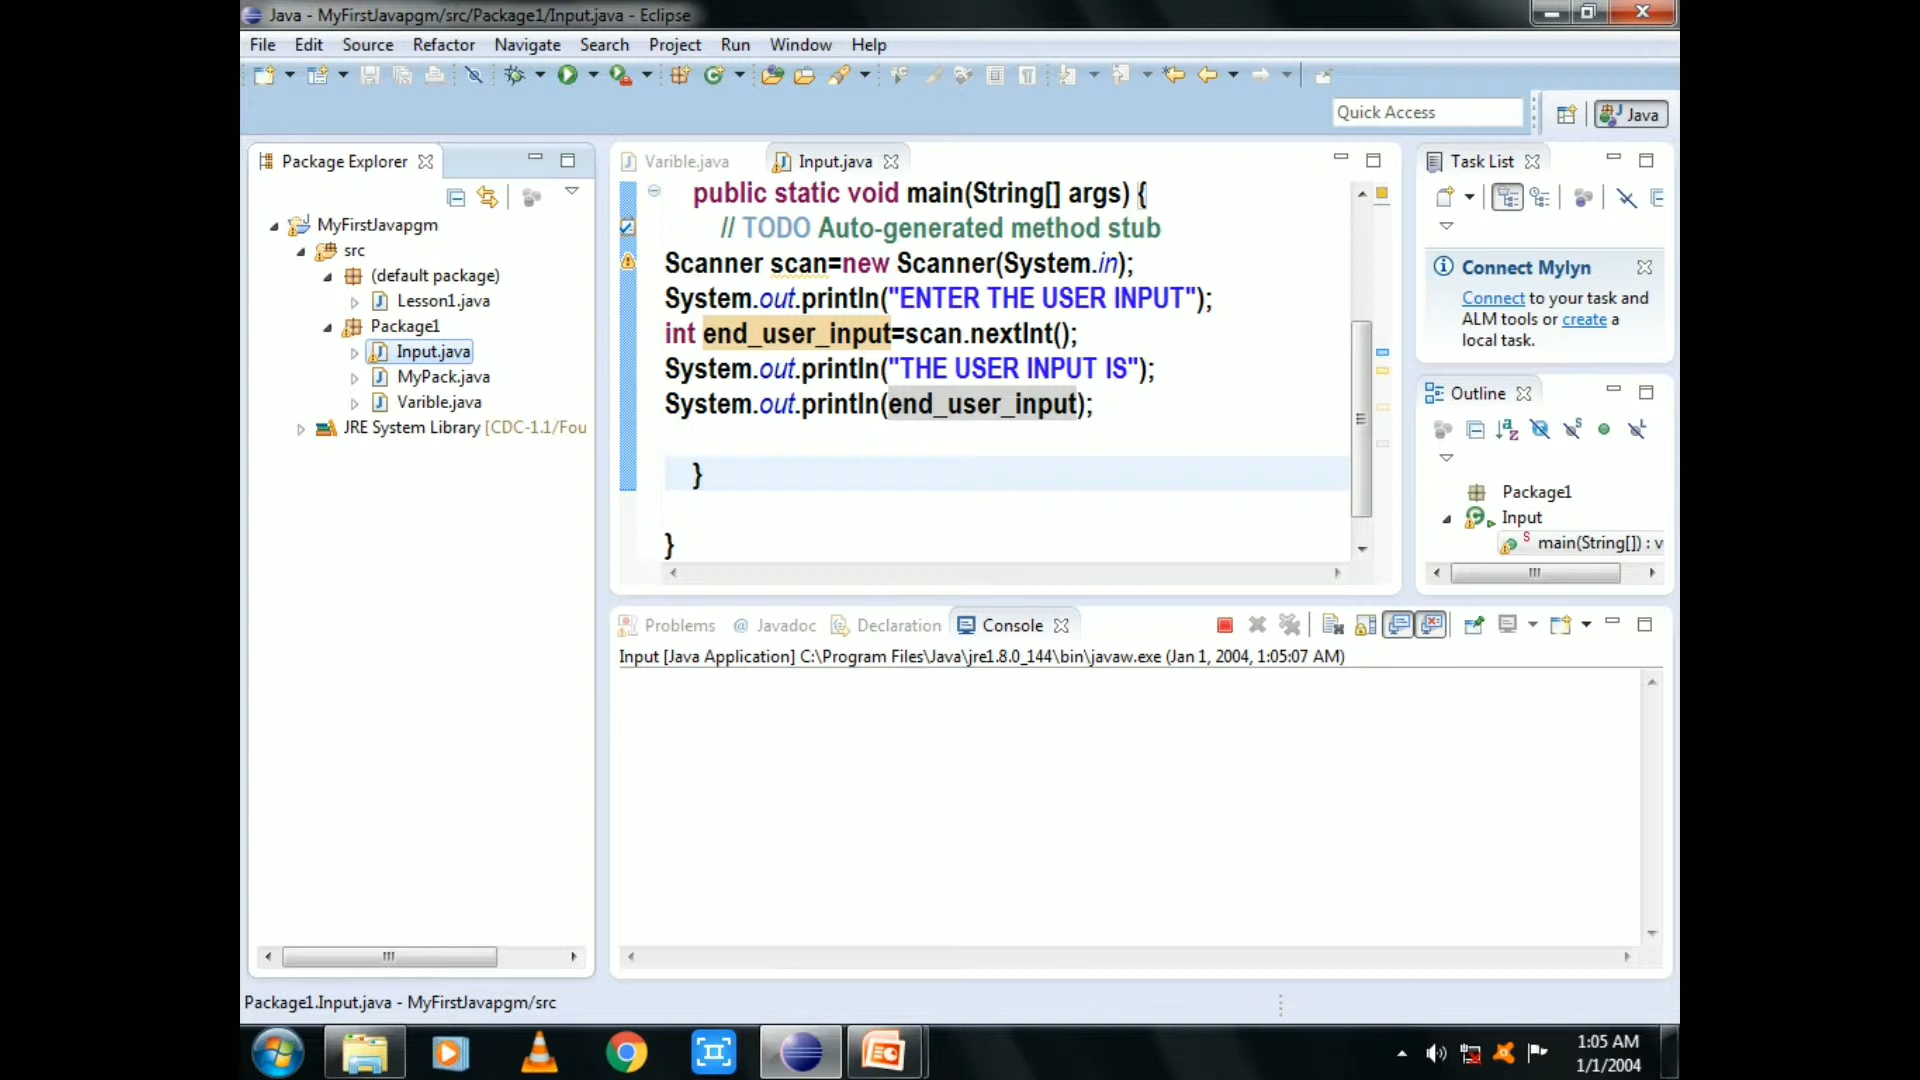 Java - MyFirstJavapgm/src/Package1/Input.java - Eclipse
File Edit Source Refactor Navigate Search Project Run Window Help
Quick Access
Java
Package Explorer
MyFirstJavapgm
src
(default package)
Lesson1.java
Package1
Input.java
MyPack.java
Varible.java
JRE System Library [CDC-1.1/Fou
Varible.java
Input.java
public static void main(String[] args) {
// TODO Auto-generated method stub
Scanner scan=new Scanner(System.in);
System.out.println("ENTER THE USER INPUT");
int end_user_input=scan.nextInt();
System.out.println("THE USER INPUT IS");
System.out.println(end_user_input);
}
}
Task List
Connect Mylyn
Connect to your task and
ALM tools or create a
local task.
Outline
Package1
Input
main(String[]) : v
Problems @ Javadoc Declaration Console
Input [Java Application] C:\Program Files\Java\jre1.8.0_144\bin\javaw.exe (Jan 1, 2004, 1:05:07 AM)
Package1.Input.java - MyFirstJavapgm/src
1:05 AM
1/1/2004